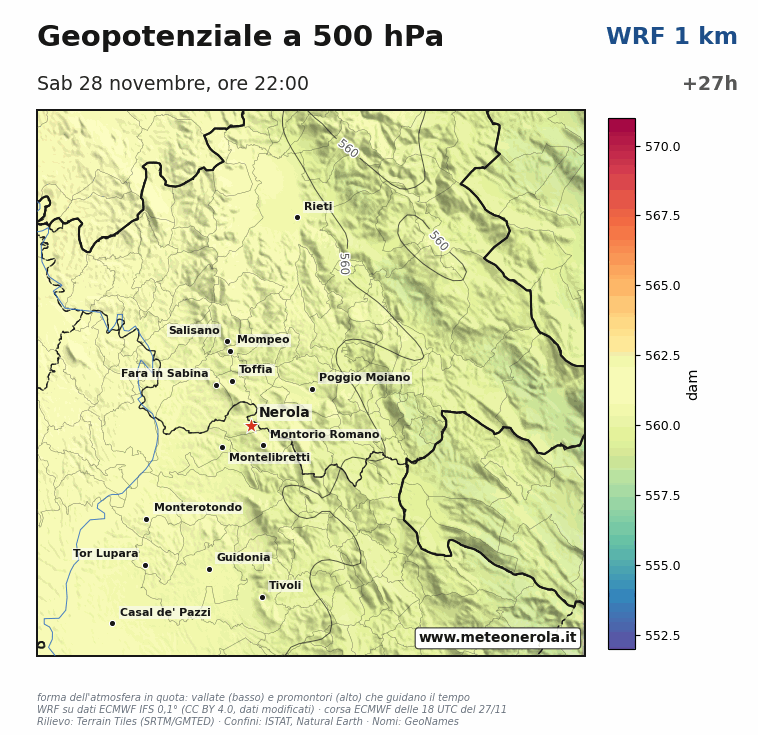 Geopotenziale a 500 hPa
WRF 1 km
Sab 28 novembre, ore 22:00
+27h
560
570.0
Rieti
567.5
560
560
565.0
Salisano
Mompeo
562.5
Toffia
Fara in Sabina
Poggio Moiano
dam
Nerola
560.0
Montorio Romano
Montelibretti
557.5
Monterotondo
Tor Lupara
Guidonia
555.0
Tivoli
Casal de' Pazzi
www.meteonerola.it
552.5
forma dell'atmosfera in quota: vallate (basso) e promontori (alto) che guidano il tempo
WRF su dati ECMWF IFS 0,1° (CC BY 4.0, dati modificati) · corsa ECMWF delle 18 UTC del 27/11
Rilievo: Terrain Tiles (SRTM/GMTED) · Confini: ISTAT, Natural Earth · Nomi: GeoNames